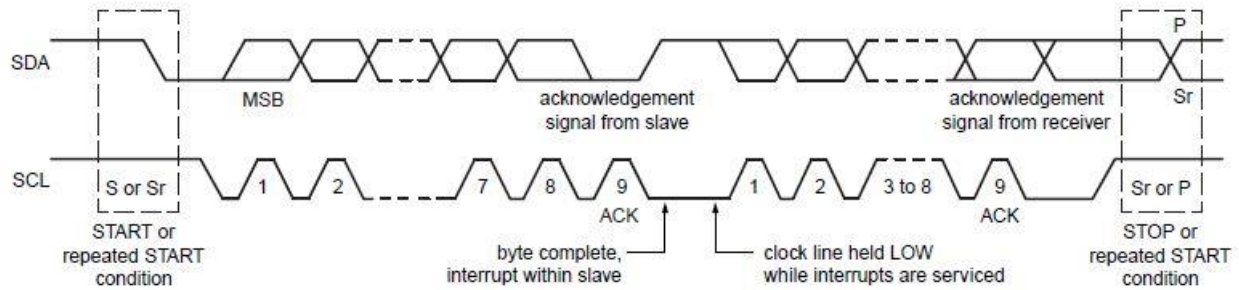 P
SDA
MSB
acknowledgement
signal from slave
acknowledgement
signal from receiver
Sr
SCL
S or Sr
1
2
7
8
9
1
2
3 to 8
9
Sr or P
ACK
ACK
START or
repeated START
condition
byte complete,
interrupt within slave
clock line held LOW
while interrupts are serviced
STOP or
repeated START
condition